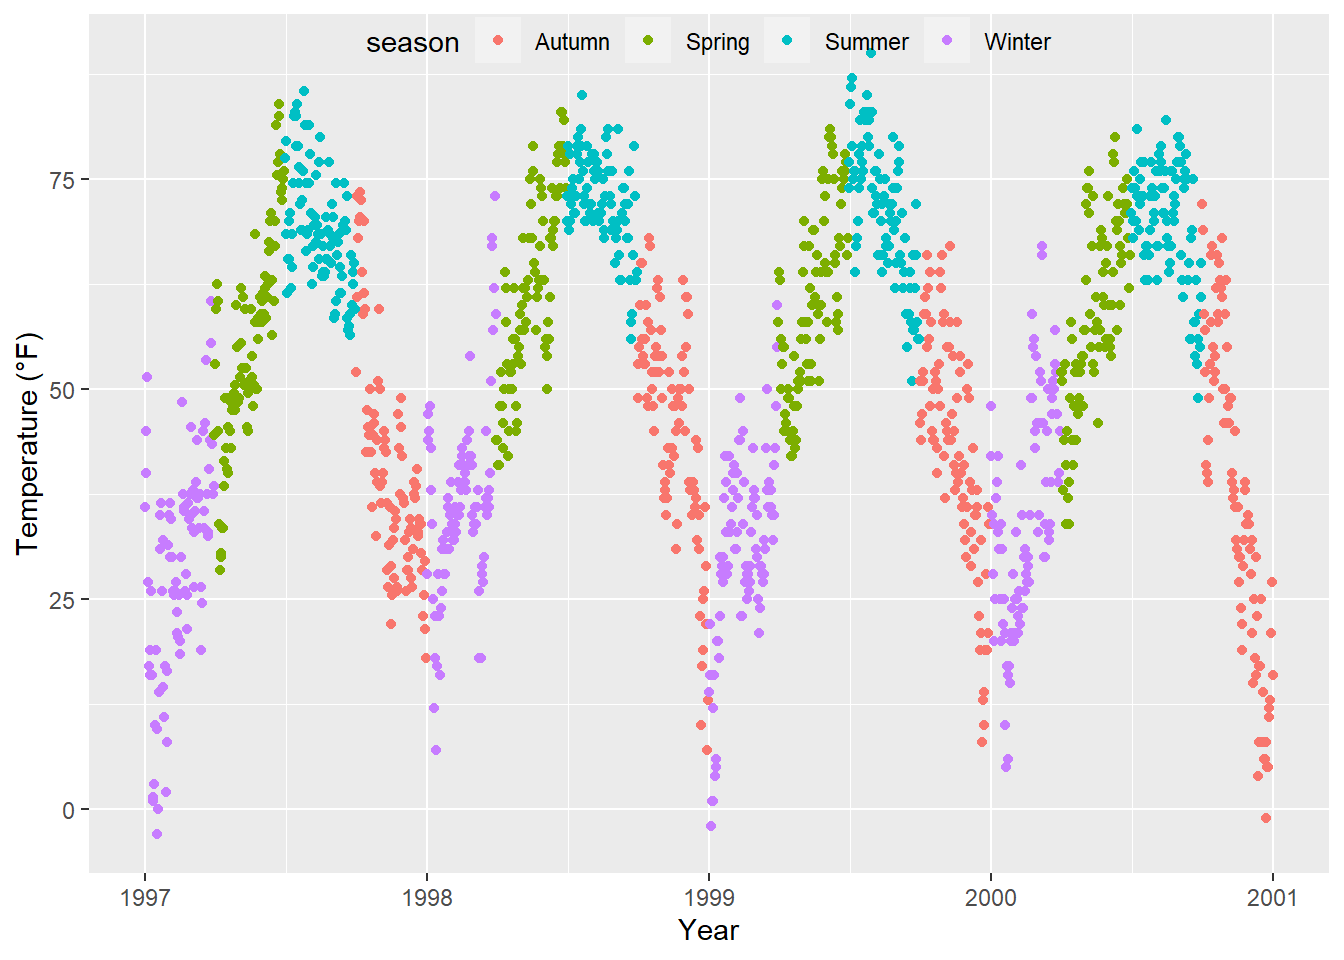 season Autumn Spring Summer Winter
Temperature (°F)
75
50
25
0
1997 1998 1999 2000 2001
Year